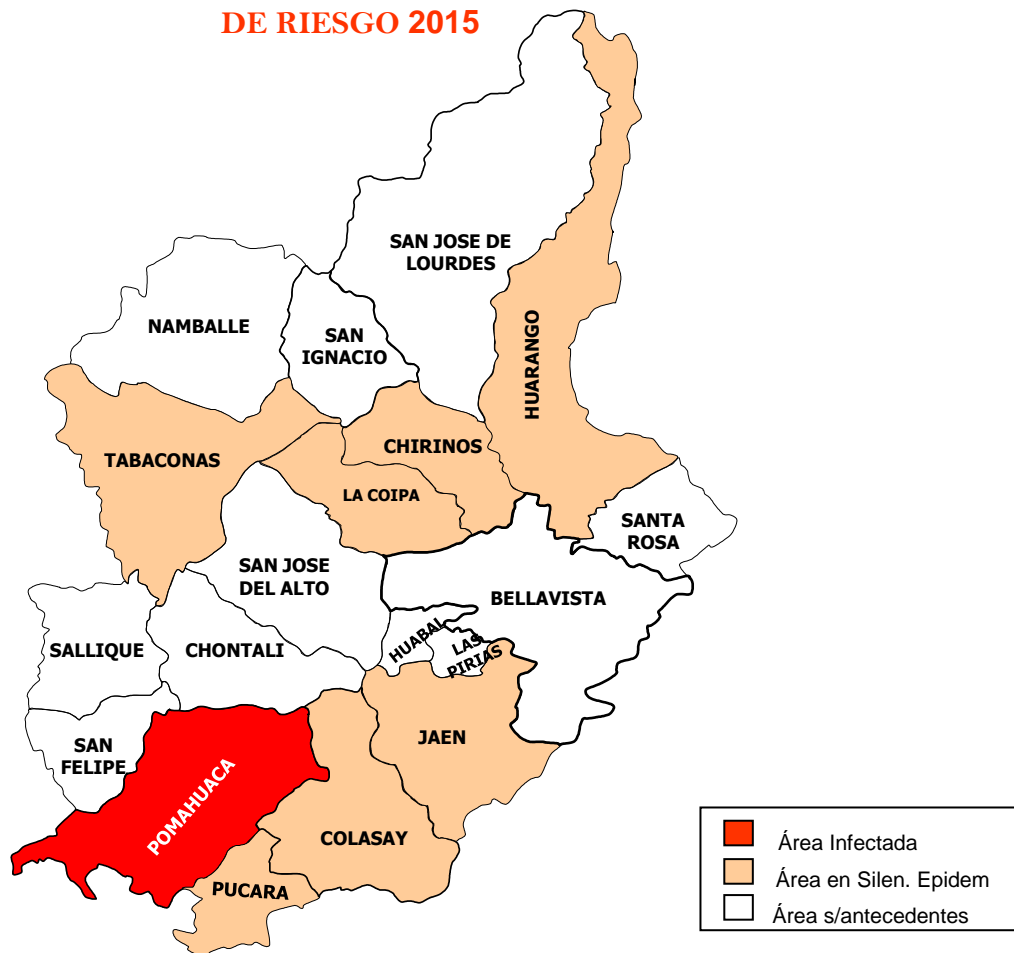 DE RIESGO 2015
SAN JOSE DE
LOURDES
NAMBALLE
SAN
IGNACIO
HUARANGO
CHIRINOS
TABACONAS
LA COIPA
SANTA
ROSA
SAN JOSE
DEL ALTO
BELLAVISTA
HUABAL
LAS
PIRIAS
SALLIQUE
CHONTALI
JAEN
SAN
FELIPE
POMAHUACA
COLASAY
PUCARA
Área Infectada
Área en Silen. Epidem
Área s/antecedentes